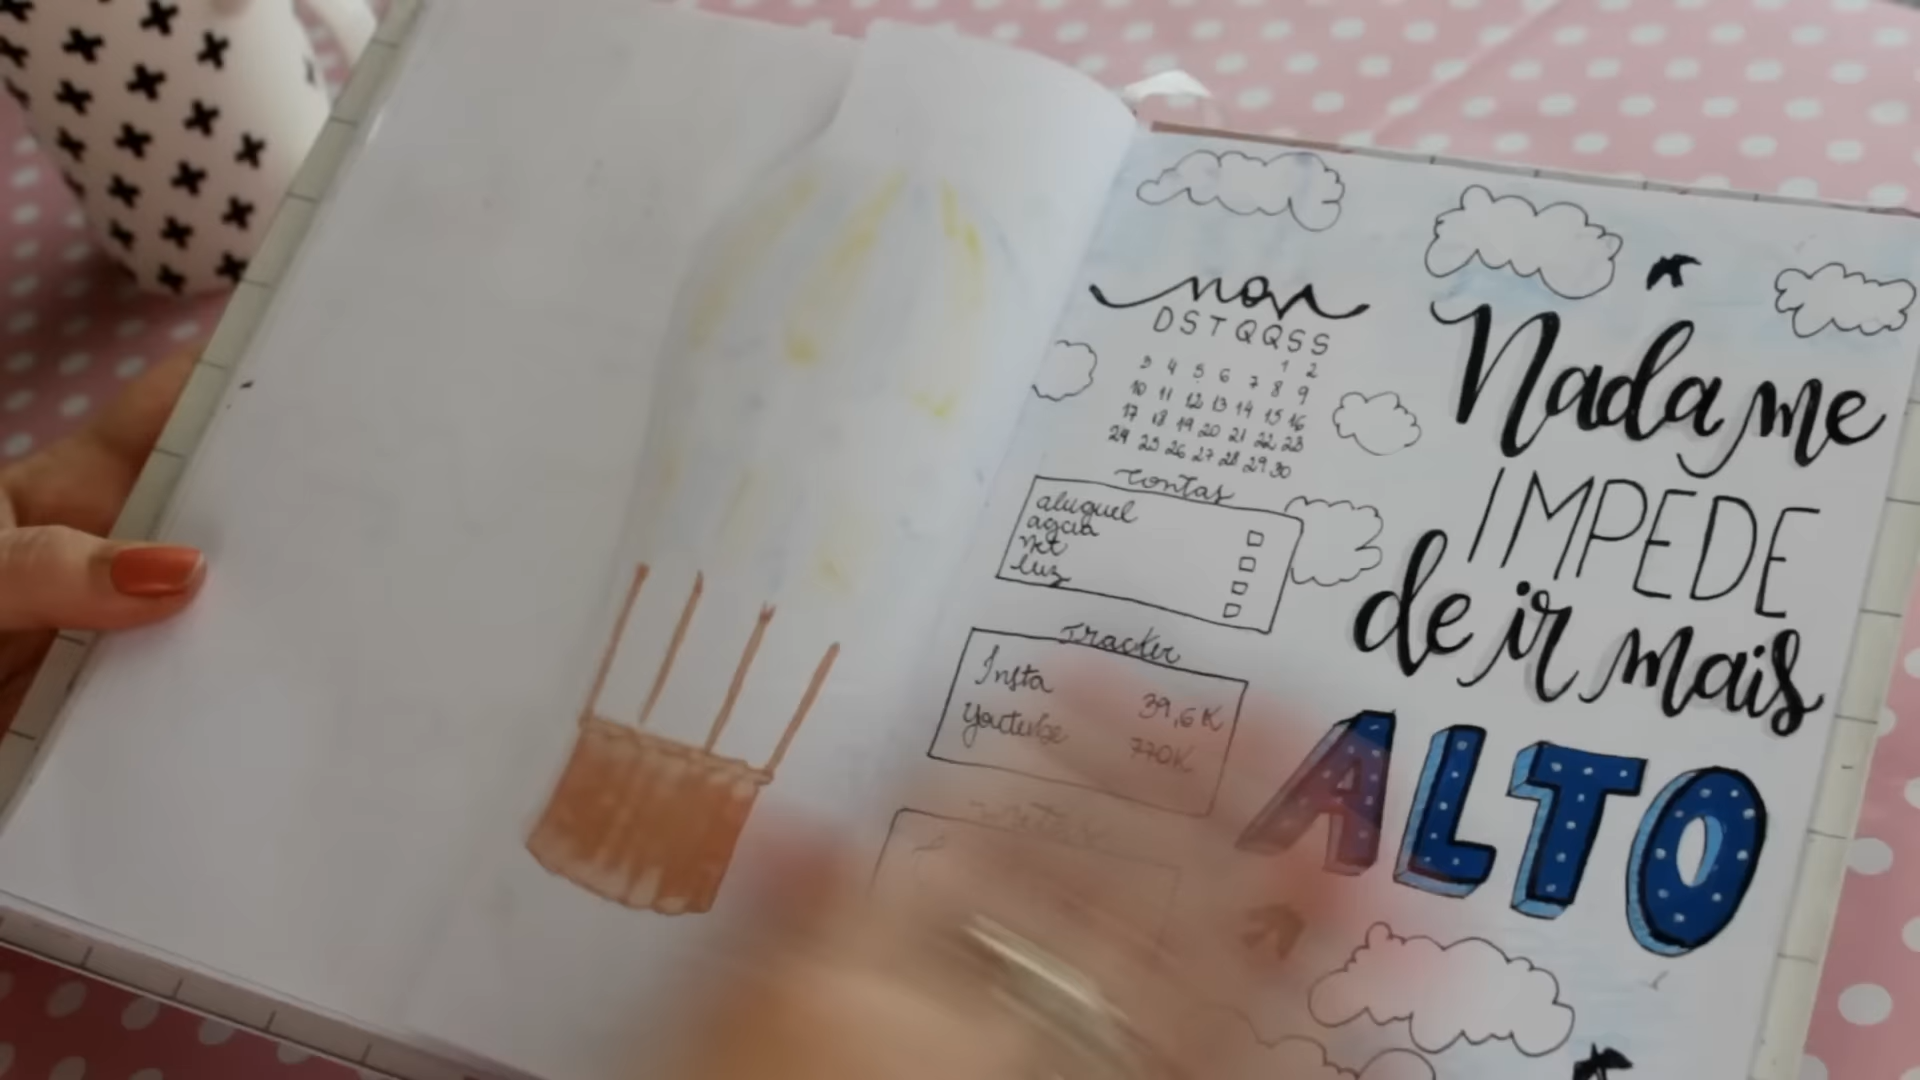 nov
D S T Q Q S S
1 2
3 4 5 6 7 8 9
10 11 12 13 14 15 16
17 18 19 20 21 22 23
24 25 26 27 28 29 30
contas
aluguel
agua
net
luz
Tracker
Insta 39,6K
Youtube 770K
Nada me
IMPEDE
de ir mais
ALTO